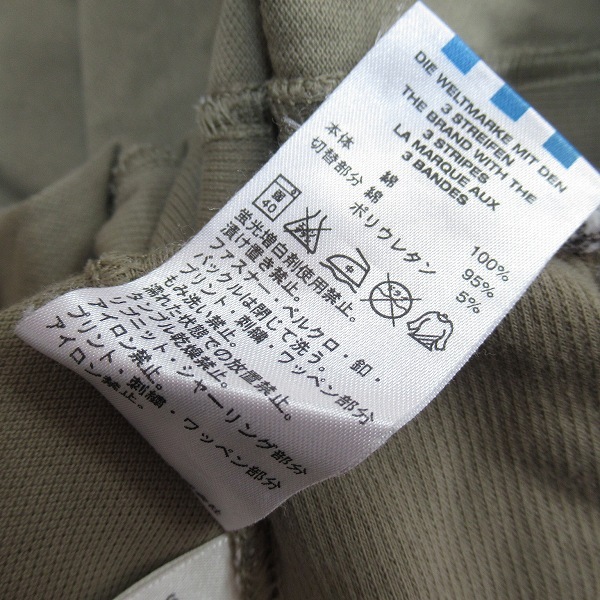 DIE WELTMARKE MIT DEN
3 STREIFEN
THE BRAND WITH THE
3 STRIPES
LA MARQUE AUX
3 BANDES
本体 綿 100%
切替部分 綿 95%
ポリウレタン 5%
弱
40
蛍光増白剤使用禁止。
漬け置き禁止。
ファスナー・ベルクロ・釦・
バックルは閉じて洗う。
プリント・刺繍・ワッペン部分
もみ洗い禁止。
濡れた状態での放置禁止。
タンブル乾燥禁止。
リブニット・シャーリング部分
アイロン禁止。
プリント・刺繍・ワッペン部分
アイロン禁止。